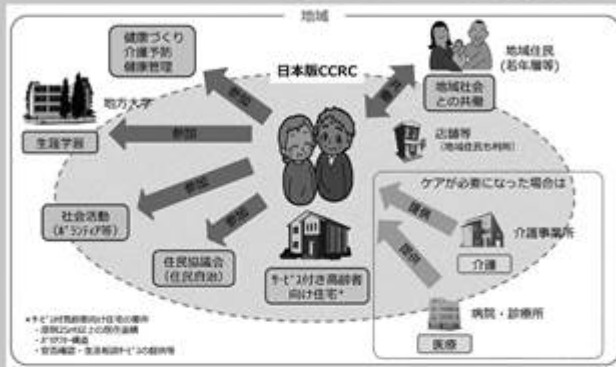 地域
健康づくり
介護予防
健康管理
日本版CCRC
地域住民
(若年層等)
地域社会
との共働
地方大学
生涯学習
参加
参加
参加
参加
店舗等
(地域住民も利用)
ケアが必要になった場合は
社会活動
(ボランティア等)
住民協議会
(住民自治)
サービス付き高齢者
向け住宅*
提供
提供
介護事業所
介護
病院・診療所
医療
*サービス付き高齢者向け住宅の要件
・原則25㎡以上の居住面積
・バリアフリー構造
・安否確認・生活相談サービスの提供等